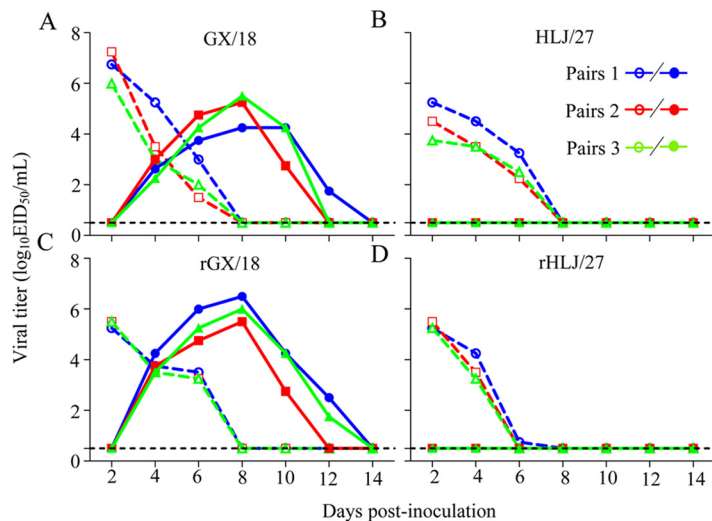 A
GX/18
B
HLJ/27
8
6
4
2
0
Pairs 1
Pairs 2
Pairs 3
C
rGX/18
D
rHLJ/27
8
6
4
2
0
Viral titer (log10EID50/mL)
2 4 6 8 10 12 14
2 4 6 8 10 12 14
Days post-inoculation